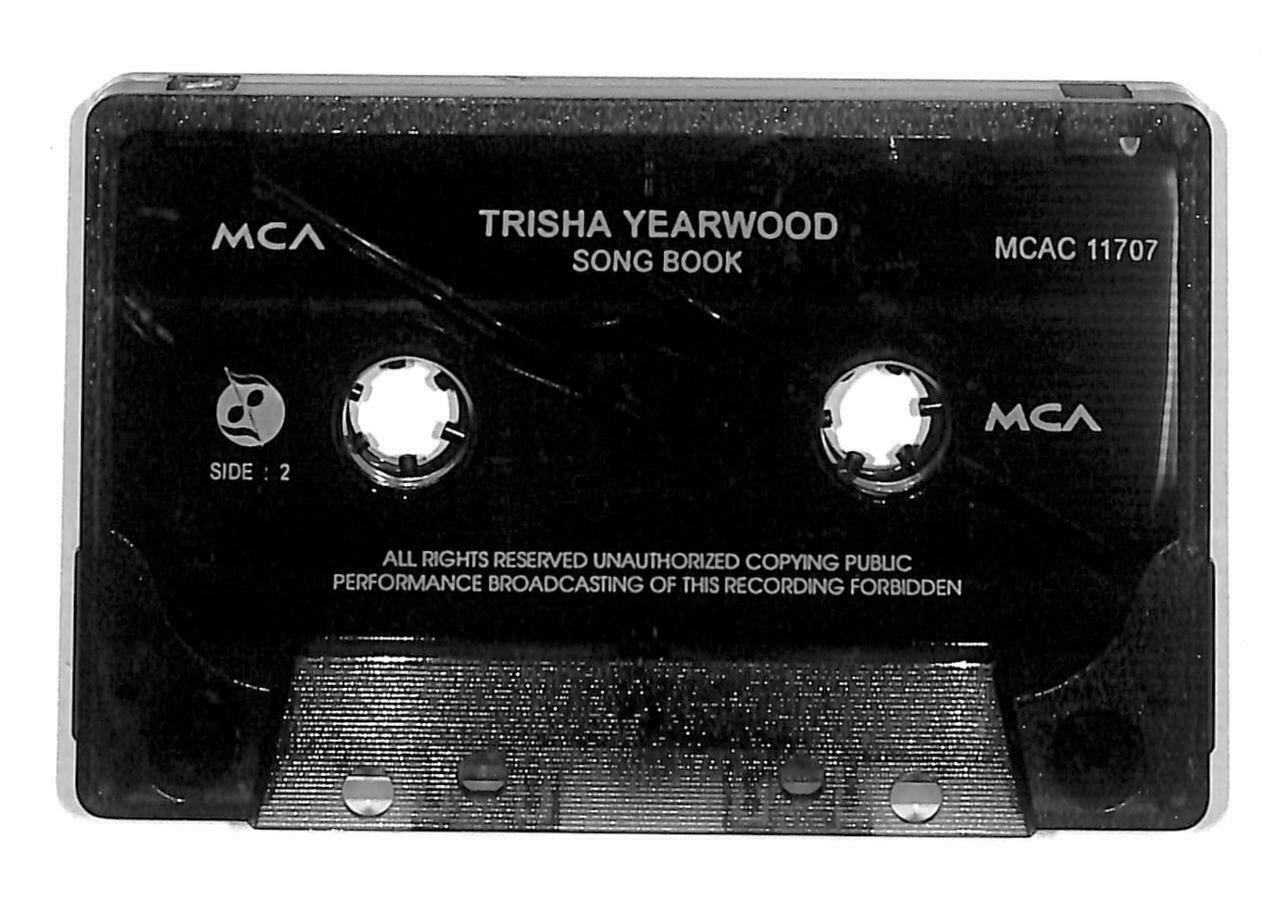 MCA
TRISHA YEARWOOD
SONG BOOK
MCAC 11707
MCA
SIDE : 2
ALL RIGHTS RESERVED UNAUTHORIZED COPYING PUBLIC
PERFORMANCE BROADCASTING OF THIS RECORDING FORBIDDEN